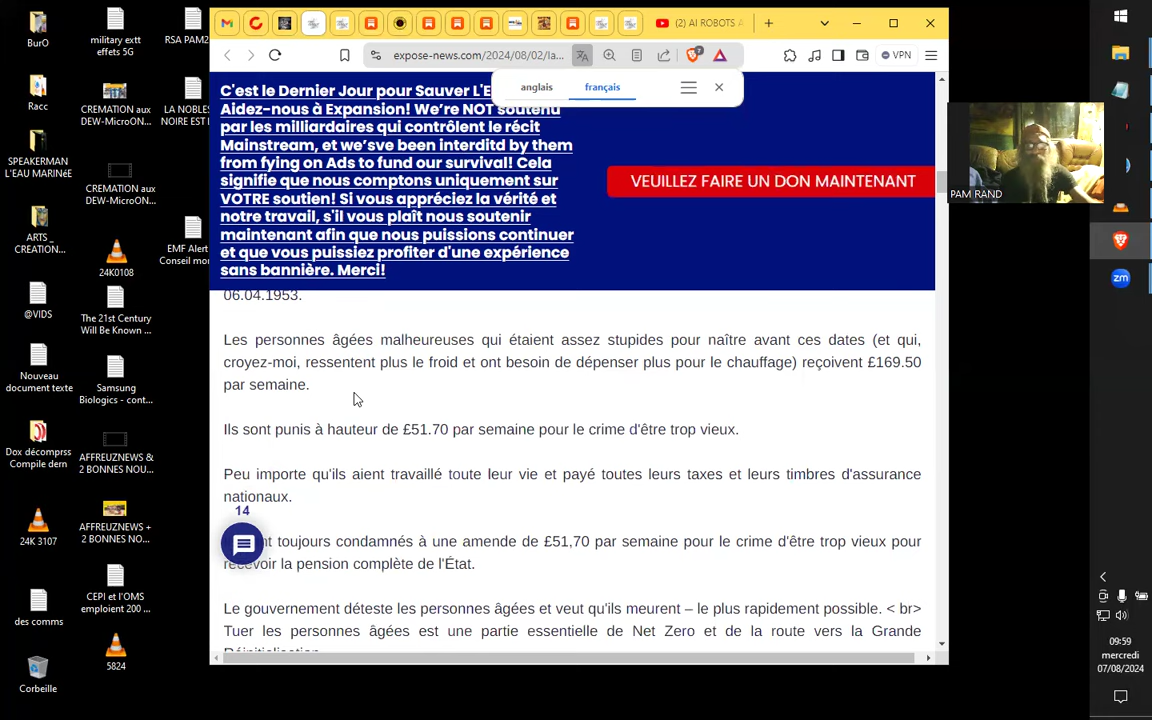 BurO
military extt
effets 5G
RSA PAM2
Racc
CREMATION aux
DEW-MicroON...
LA NOBLES
NOIRE EST I
SPEAKERMAN
L'EAU MARINéE
CREMATION aux
DEW-MicroON...
ARTS _
CREATION...
24K0108
EMF Alert
Conseil mor
@VIDS
The 21st Century
Will Be Known ...
Nouveau
document texte
Samsung
Biologics - cont...
Dox décomprss
Compile dern
AFFREUZNEWS &
2 BONNES NOU...
24K 3107
AFFREUZNEWS +
2 BONNES NO...
des comms
CEPI et l'OMS
emploient 200 ...
5824
Corbeille
(2) AI ROBOTS A
expose-news.com/2024/08/02/la...
VPN
anglais
français
C'est le Dernier Jour pour Sauver L'E
Aidez-nous à Expansion! We're NOT soutenu
par les milliardaires qui contrôlent le récit
Mainstream, et we'sve been interditd by them
from fying on Ads to fund our survival! Cela
signifie que nous comptons uniquement sur
VOTRE soutien! Si vous appréciez la vérité et
notre travail, s'il vous plaît nous soutenir
maintenant afin que nous puissions continuer
et que vous puissiez profiter d'une expérience
sans bannière. Merci!
VEUILLEZ FAIRE UN DON MAINTENANT
06.04.1953.
Les personnes âgées malheureuses qui étaient assez stupides pour naître avant ces dates (et qui,
croyez-moi, ressentent plus le froid et ont besoin de dépenser plus pour le chauffage) reçoivent £169.50
par semaine.
Ils sont punis à hauteur de £51.70 par semaine pour le crime d'être trop vieux.
Peu importe qu'ils aient travaillé toute leur vie et payé toutes leurs taxes et leurs timbres d'assurance
nationaux.
14
nt toujours condamnés à une amende de £51,70 par semaine pour le crime d'être trop vieux pour
recevoir la pension complète de l'État.
Le gouvernement déteste les personnes âgées et veut qu'ils meurent – le plus rapidement possible. < br>
Tuer les personnes âgées est une partie essentielle de Net Zero et de la route vers la Grande
Réinitialisation
PAM RAND
zm
09:59
mercredi
07/08/2024